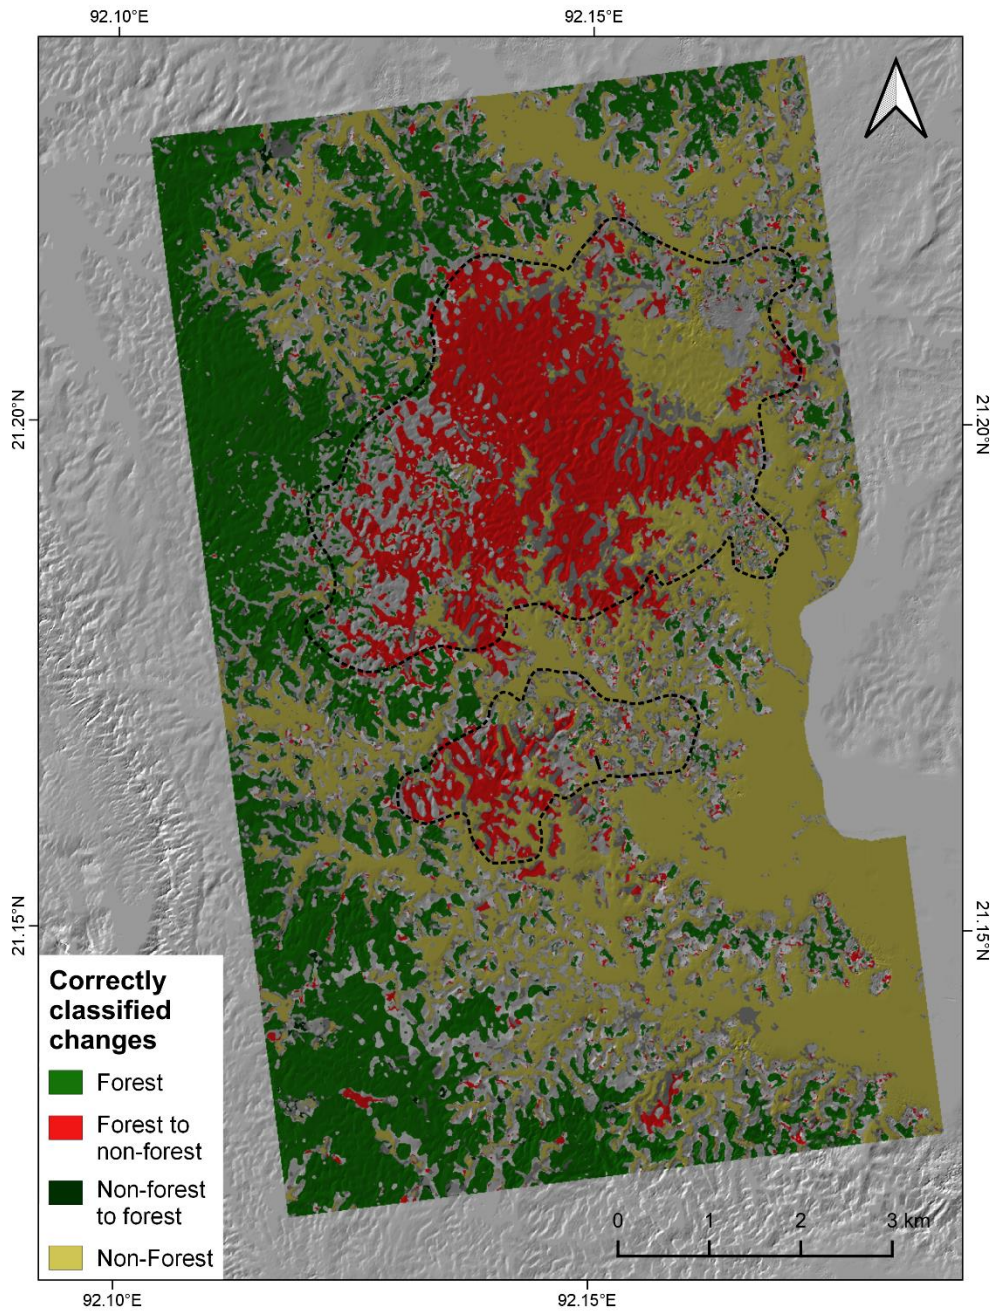 92.10°E
92.15°E
21.20°N
21.20°N
21.15°N
21.15°N
Correctly
classified
changes
Forest
Forest to
non-forest
Non-forest
to forest
Non-Forest
0 1 2 3 km
92.10°E
92.15°E